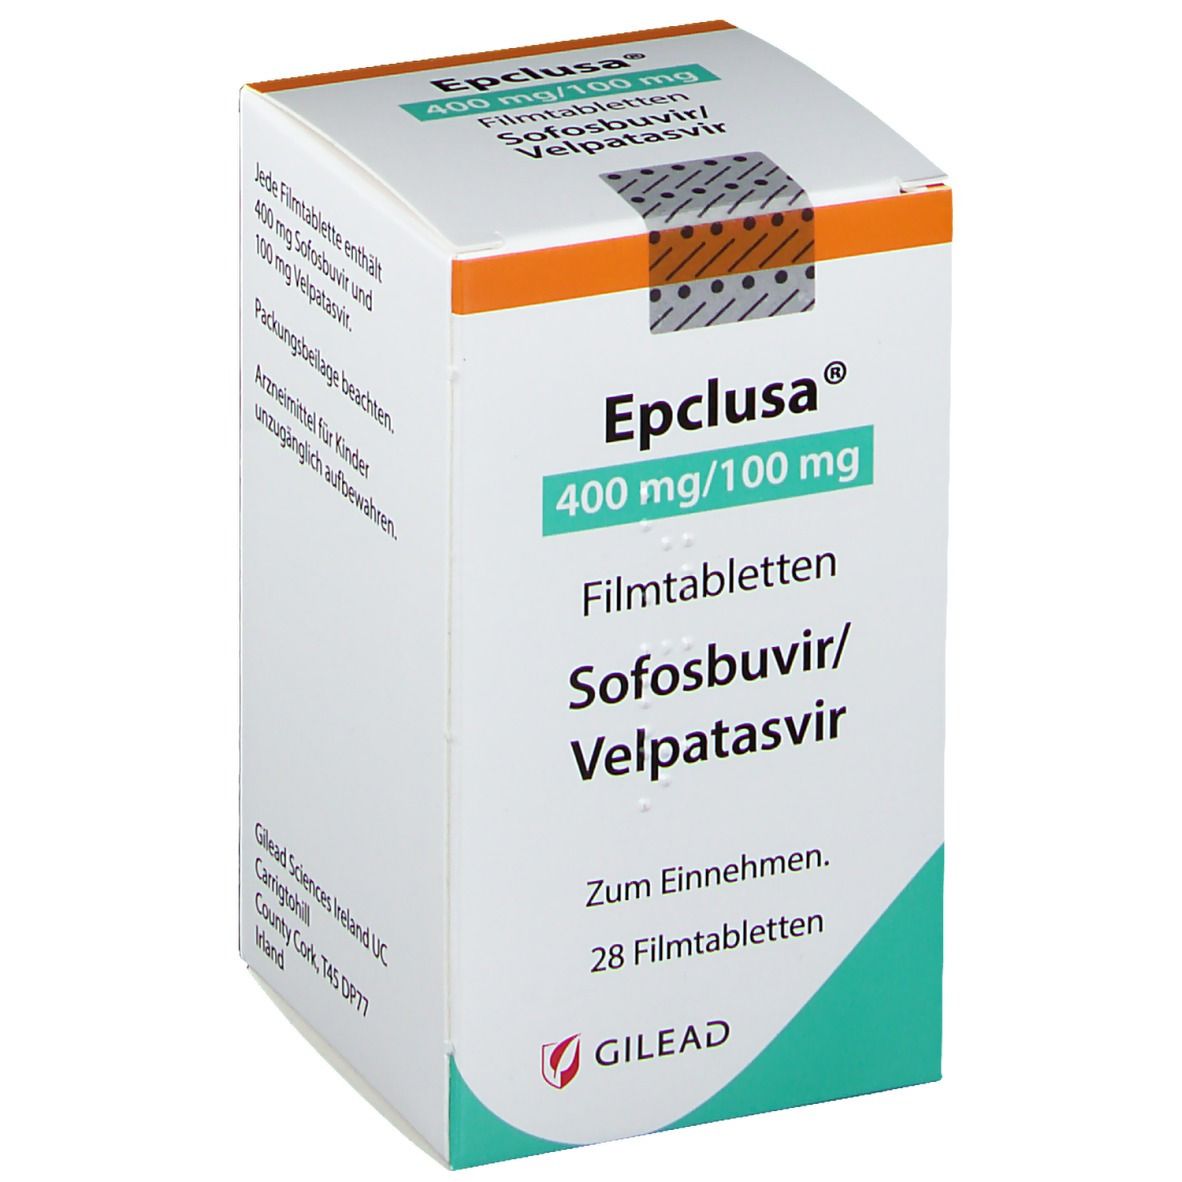 Epclusa®
400 mg/100 mg
Filmtabletten
Sofosbuvir/
Velpatasvir
Jede Filmtablette enthält
400 mg Sofosbuvir und
100 mg Velpatasvir.
Packungsbeilage beachten.
Arzneimittel für Kinder
unzugänglich aufbewahren.
Gilead Sciences Ireland UC
Carrigtohill
County Cork, T45 DP77
Irland
Epclusa®
400 mg/100 mg
Filmtabletten
Sofosbuvir/
Velpatasvir
Zum Einnehmen.
28 Filmtabletten
GILEAD